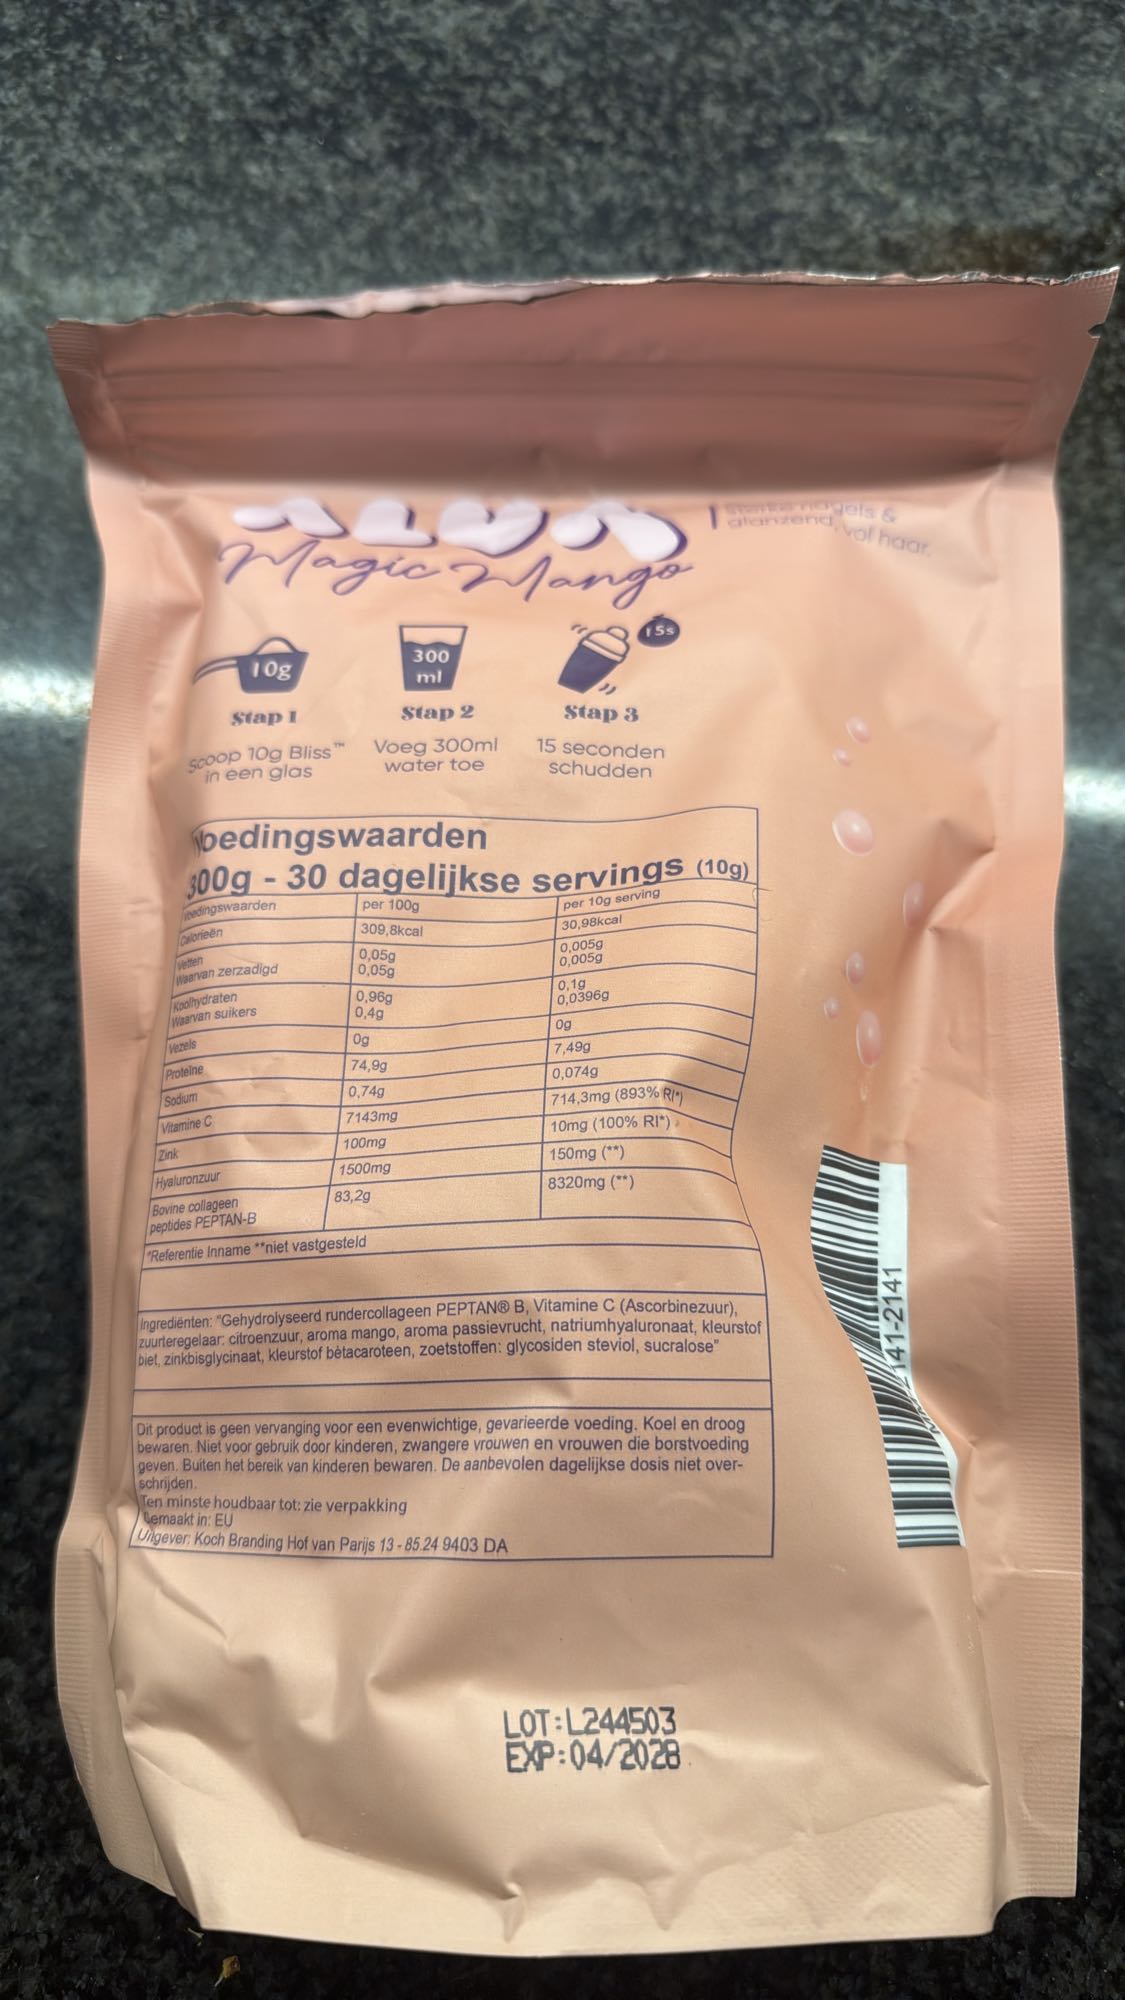 Magic Mango
nagels &
glanzend, vol haar.
10g
300
ml
15s
Stap 1
Stap 2
Stap 3
Scoop 10g Bliss™
in een glas
Voeg 300ml
water toe
15 seconden
schudden
Voedingswaarden
300g - 30 dagelijkse servings (10g)
Voedingswaarden per 100g per 10g serving
Calorieën 309,8kcal 30,98kcal
Vetten 0,05g 0,005g
Waarvan zerzadigd 0,05g 0,005g
Koolhydraten 0,96g 0,1g
Waarvan suikers 0,4g 0,0396g
Vezels 0g 0g
Proteïne 74,9g 7,49g
Sodium 0,74g 0,074g
Vitamine C 7143mg 714,3mg (893% RI*)
Zink 100mg 10mg (100% RI*)
Hyaluronzuur 1500mg 150mg (**)
Bovine collageen 83,2g 8320mg (**)
peptides PEPTAN-B
*Referentie Inname **niet vastgesteld
Ingrediënten: "Gehydrolyseerd rundercollageen PEPTAN® B, Vitamine C (Ascorbinezuur),
zuurteregelaar: citroenzuur, aroma mango, aroma passievrucht, natriumhyaluronaat, kleurstof
biet, zinkbisglycinaat, kleurstof bètacaroteen, zoetstoffen: glycosiden steviol, sucralose"
Dit product is geen vervanging voor een evenwichtige, gevarieerde voeding. Koel en droog
bewaren. Niet voor gebruik door kinderen, zwangere vrouwen en vrouwen die borstvoeding
geven. Buiten het bereik van kinderen bewaren. De aanbevolen dagelijkse dosis niet over-
schrijden.
Ten minste houdbaar tot: zie verpakking
Gemaakt in: EU
Uitgever: Koch Branding Hof van Parijs 13 - 85.24 9403 DA
141-2141
LOT:L244503
EXP:04/2028